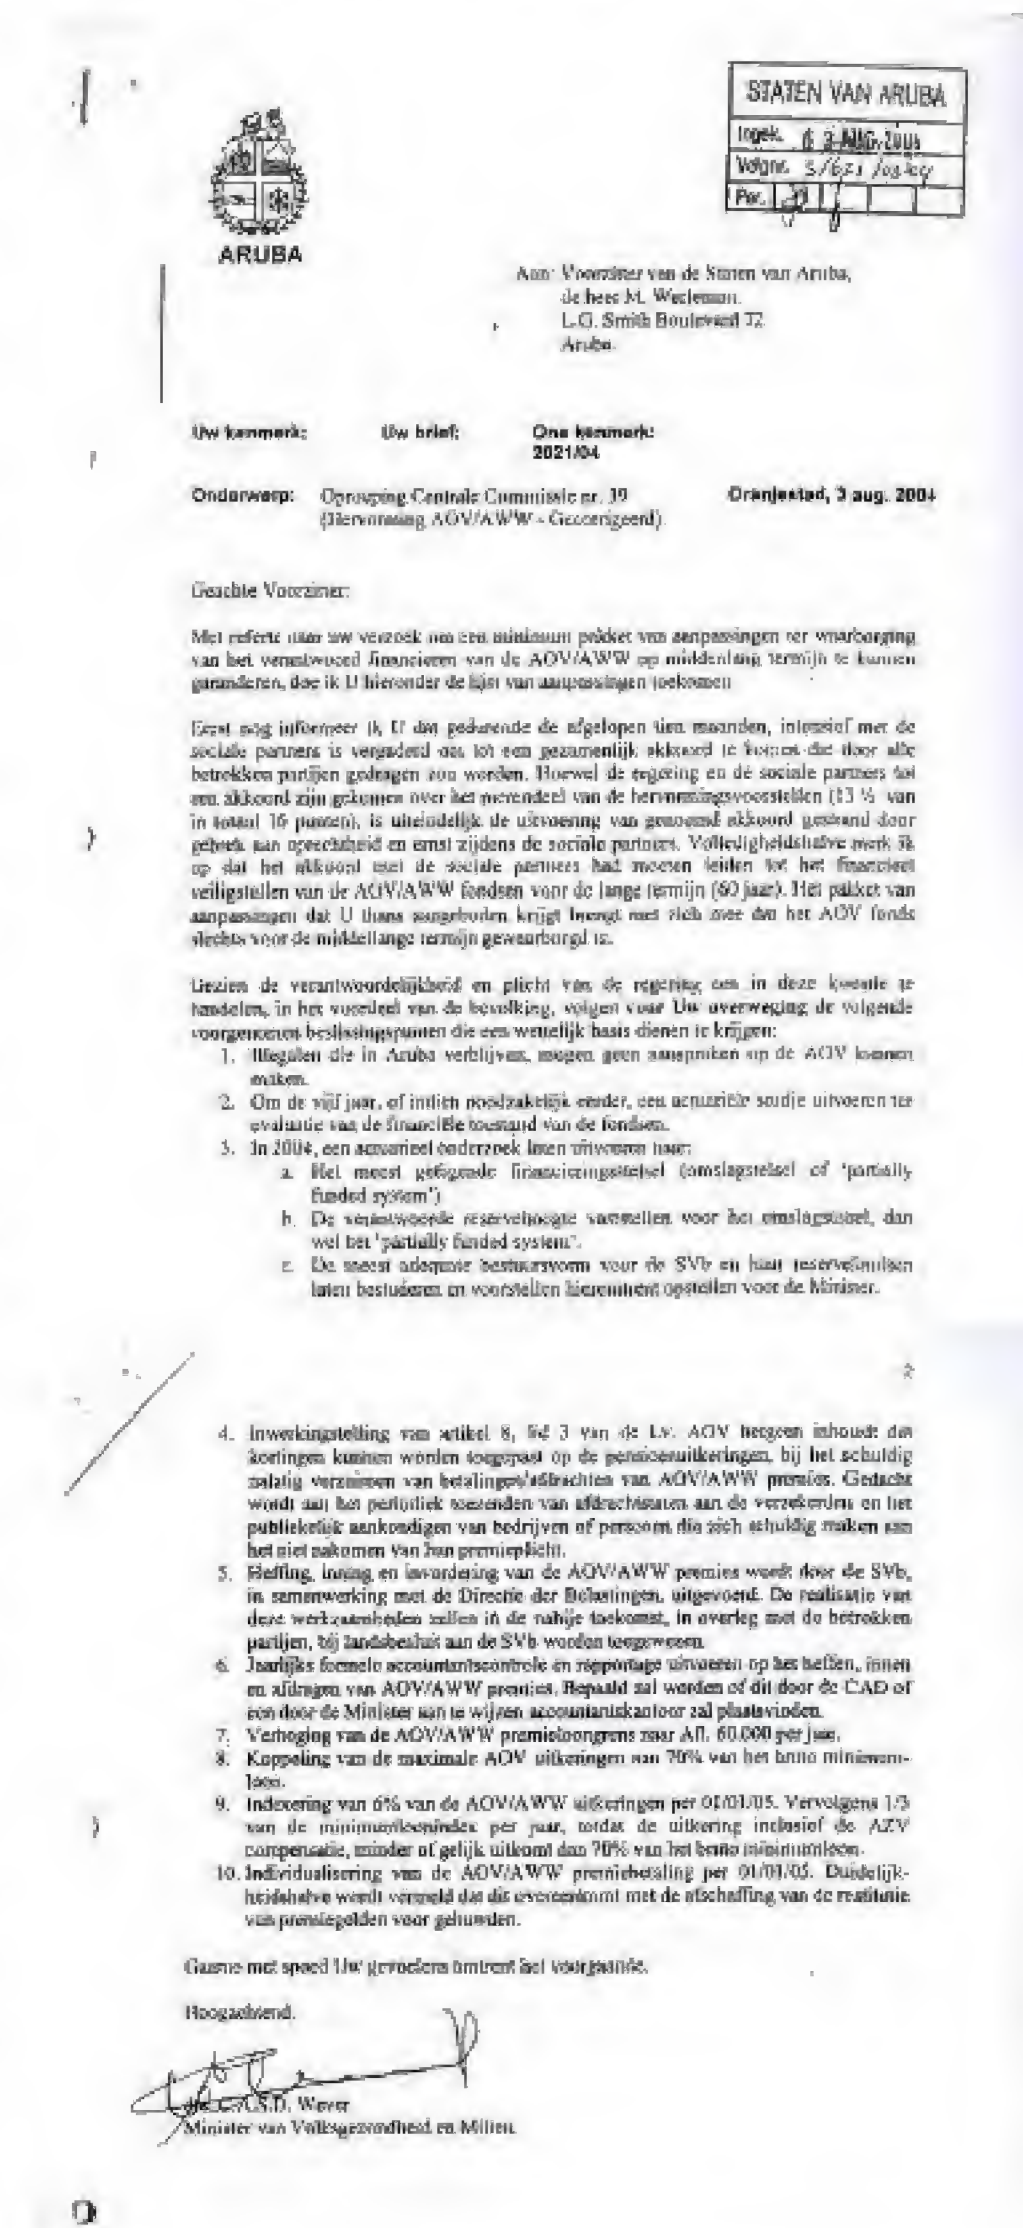 STATEN VAN ARUBA
Ingek. 03 AUG. 2004
Volgnr.
Par.
ARUBA
Aan: Voorzitter van de Staten van Aruba,
de heer M.
L.G. Smith Boulevard 72
Aruba.
Uw kenmerk: Uw brief: Ons kenmerk:
2021/04
Onderwerp: Oproeping Centrale Commissie nr. 39 Oranjestad, 3 aug. 2004
(Hervorming AOV/AWW - Gecorrigeerd)
Geachte Voorzitter:
Met referte naar uw verzoek om een minimum pakket van aanpassingen ter waarborging
van het verantwoord financieren van de AOV/AWW op middenlang termijn te kunnen
garanderen, doe ik U hieronder de lijst van aanpassingen toekomen
Eerst nog informeer ik U dat gedurende de afgelopen tien maanden, intensief met de
sociale partners is vergaderd om tot een gezamenlijk akkoord te komen die door alle
betrokken partijen gedragen zou worden. Hoewel de regering en de sociale partners tot
een akkoord zijn gekomen over het merendeel van de hervormingsvoorstellen (13 ½ van
in totaal 16 punten), is uiteindelijk de uitvoering van genoemd akkoord gestrand door
gebrek aan oprechtheid en ernst zijdens de sociale partners. Volledigheidshalve merk ik
op dat het akkoord met de sociale partners had moeten leiden tot het financieel
veiligstellen van de AOV/AWW fondsen voor de lange termijn (60 jaar). Het pakket van
aanpassingen dat U thans aangeboden krijgt brengt met zich mee dat het AOV fonds
slechts voor de middellange termijn gewaarborgd is.
Gezien de verantwoordelijkheid en plicht van de regering om in deze kwestie te
handelen, in het voordeel van de bevolking, volgen voor Uw overweging de volgende
voorgenomen beslissingspunten die een wettelijk basis dienen te krijgen:
1. Illegalen die in Aruba verblijven, mogen geen aanspraken op de AOV kunnen
maken.
2. Om de vijf jaar, of indien noodzakelijk eerder, een actuariële studie uitvoeren ter
evaluatie van de financiële toestand van de fondsen.
3. In 2004, een actuarieel onderzoek laten uitvoeren naar:
a. Het meest geëigende financieringsstelsel (omslagstelsel of 'partially
funded system')
b. De verantwoorde reservehoogte vaststellen voor het omslagstelsel, dan
wel het 'partially funded system'.
c. De meest adequate bestuursvorm voor de SVb en haar reservefondsen
laten bestuderen en voorstellen hieromtrent opstellen voor de Minister.
2
4. Inwerkingstelling van artikel 8, lid 3 van de Lv. AOV hetgeen inhoudt dat
kortingen kunnen worden toegepast op de pensioenuitkeringen, bij het schuldig
nalatig verzuimen van betalingen/afdrachten van AOV/AWW premies. Gedacht
wordt aan het periodiek toezenden van afdrachtstaten aan de verzekerden en het
publiekelijk aankondigen van bedrijven of personen die zich schuldig maken aan
het niet nakomen van hun premieplicht.
5. Heffing, inning en invordering van de AOV/AWW premies wordt door de SVb,
in samenwerking met de Directie der Belastingen, uitgevoerd. De realisatie van
deze werkzaamheden zullen in de nabije toekomst, in overleg met de betrokken
partijen, bij landsbesluit aan de SVb worden toegewezen.
6. Jaarlijks formele accountantscontrole en rapportage uitvoeren op het heffen, innen
en afdragen van AOV/AWW premies. Bepaald zal worden of dit door de CAD of
een door de Minister aan te wijzen accountantskantoor zal plaatsvinden.
7. Verhoging van de AOV/AWW premieloongrens naar Afl. 60.000 per jaar.
8. Koppeling van de maximale AOV uitkeringen aan 70% van het bruto minimum-
loon.
9. Indexering van 6% van de AOV/AWW uitkeringen per 01/01/05. Vervolgens 1/3
van de minimumloonindex per jaar, totdat de uitkering inclusief de AZV
compensatie, minder of gelijk uitkomt dan 70% van het bruto minimumloon.
10. Individualisering van de AOV/AWW premiebetaling per 01/01/05. Duidelijk-
heidshalve wordt vermeld dat dit overeenkomt met de afschaffing van de restitutie
van premiegelden voor gehuwden.
Gaarne met spoed Uw gevoelens omtrent het voorgaande.
Hoogachtend,
Wever
Minister van Volksgezondheid en Milieu.